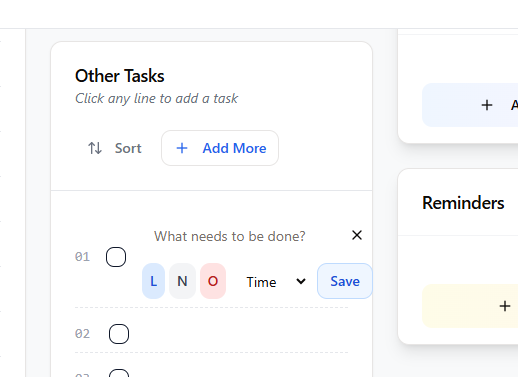 Other Tasks
Click any line to add a task
Sort
+ Add More
What needs to be done?
01
L N O Time Save
02
Reminders
+